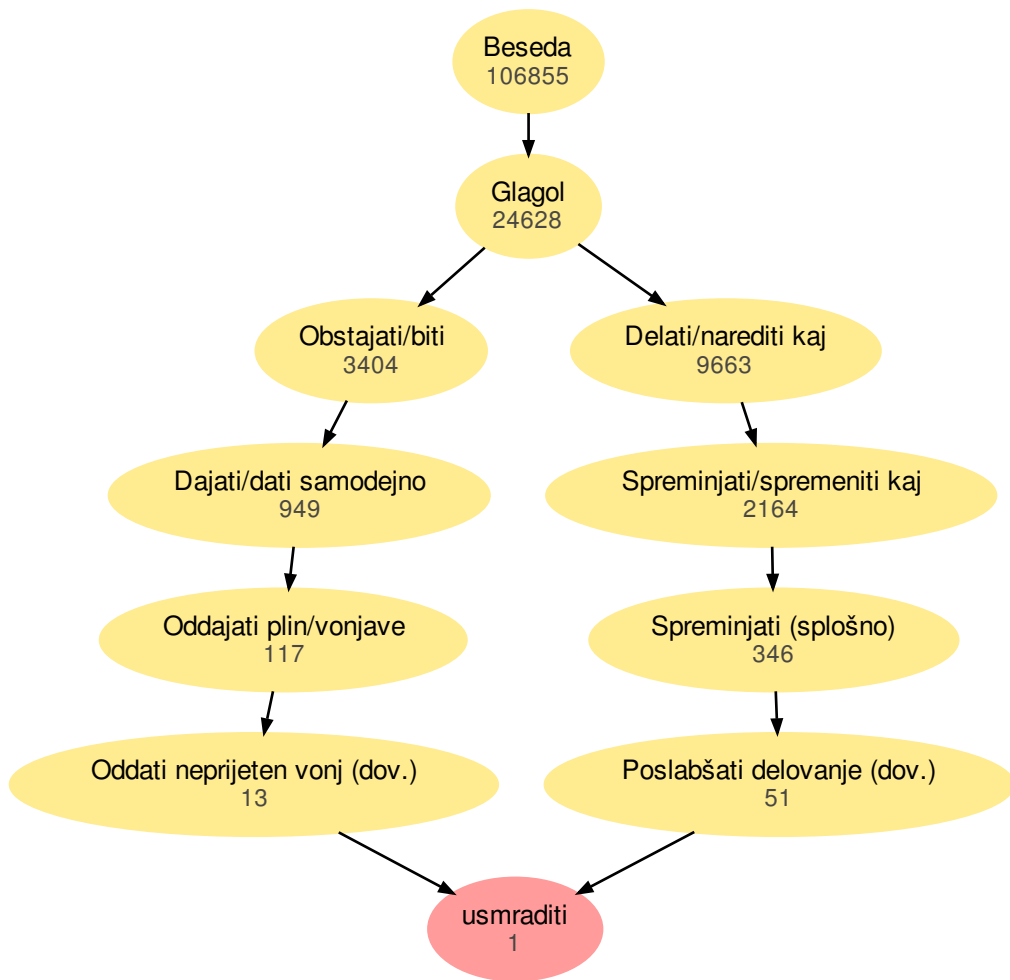 Beseda
106855
Glagol
24628
Obstajati/biti
3404
Delati/narediti kaj
9663
Dajati/dati samodejno
949
Spreminjati/spremeniti kaj
2164
Oddajati plin/vonjave
117
Spreminjati (splošno)
346
Oddati neprijeten vonj (dov.)
13
Poslabšati delovanje (dov.)
51
usmraditi
1